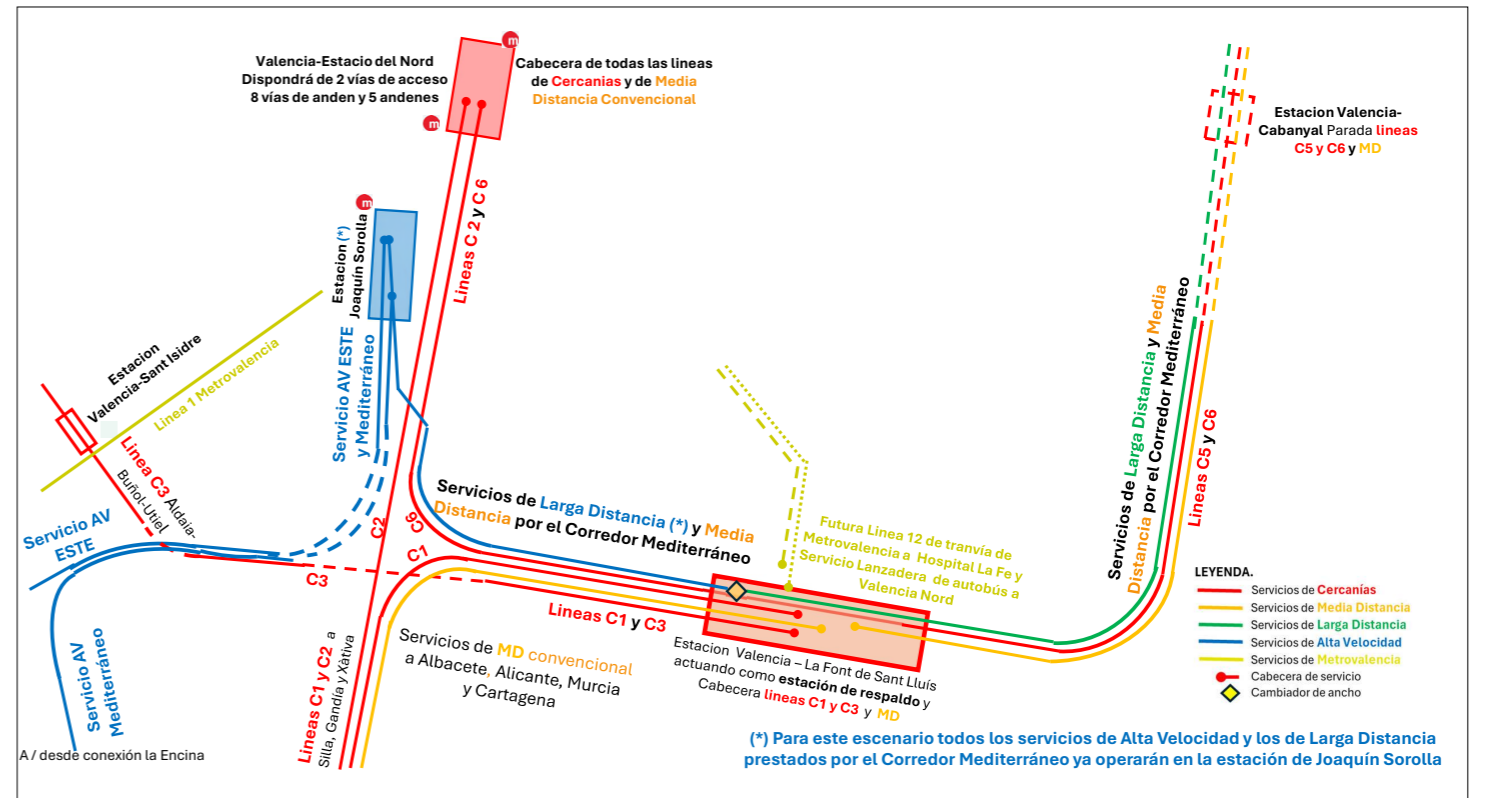 Valencia-Estacio del Nord
Dispondrá de 2 vías de acceso
8 vías de anden y 5 andenes
m
m
Cabecera de todas las lineas
de Cercanias y de Media
Distancia Convencional
Estacion Valencia-
Cabanyal Parada lineas
C5 y C6 y MD
m
Estacion (*)
Joaquín Sorolla
Lineas C 2 y C 6
Servicio AV ESTE
y Mediterráneo
Estacion
Valencia-Sant Isidre
Linea 1 Metrovalencia
Linea C3 Aldaia-
Buñol-Utiel
Servicio AV
ESTE
Servicio AV
Mediterráneo
A / desde conexión la Encina
C2
C6
C1
C3
Servicios de Larga Distancia (*) y Media
Distancia por el Corredor Mediterráneo
Lineas C1 y C3
Lineas C1 y C2 a
Silla, Gandía y Xátiva
Servicios de MD convencional
a Albacete, Alicante, Murcia
y Cartagena
Futura Linea 12 de tranvía de
Metrovalencia a Hospital La Fe y
Servicio Lanzadera de autobús a
Valencia Nord
Estacion Valencia – La Font de Sant Lluís
actuando como estación de respaldo y
Cabecera lineas C1 y C3 y MD
Servicios de Larga Distancia y Media
Distancia por el Corredor Mediterráneo
Lineas C5 y C6
LEYENDA.
Servicios de Cercanías
Servicios de Media Distancia
Servicios de Larga Distancia
Servicios de Alta Velocidad
Servicios de Metrovalencia
Cabecera de servicio
Cambiador de ancho
(*) Para este escenario todos los servicios de Alta Velocidad y los de Larga Distancia
prestados por el Corredor Mediterráneo ya operarán en la estación de Joaquín Sorolla